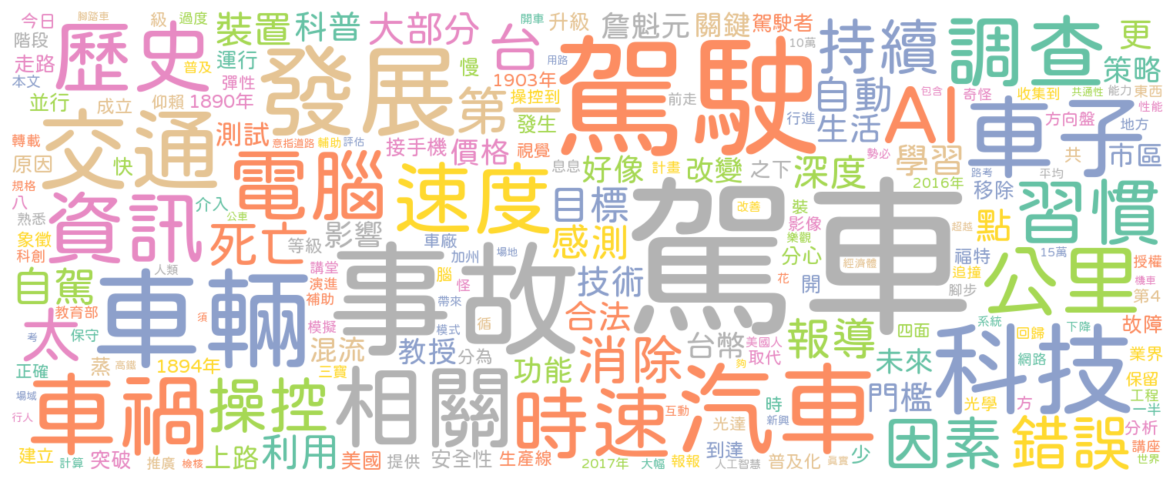 今日 級 聯踏車 裝置 科普 大部分 台 開車 升級 詹魁元 關鍵 駕駛者 10萬 持續 調查 更
階段 走路 本文 歷史 普及 過度 運行 慢 1903年 用路 駕駛 策略
並行 成立 仰賴 彈性 1890年 發展 第 操控到 前走 自動 AI 包含 奇怪 收集到 共通性 能力 東西 性能
轉載 原因 交通 快 測試 意指道路 輔助 評估 發生 視覺 行進 生活 車子 方向盤 地方
規格 八 熟悉 資訊 介入 公車 電腦 接手機 價格 息息 好像 計畫 改變 之下 深度 勢必 學習 路考 共 平均 市區
象徵 科創 死亡 等級 影響 速度 目標 感測 駕車 改善 裝 影像 樂觀 分心 2016年 移除 點 超越 習慣
自駕 教育部 人類 車輛 須 講堂 演進 補助 車廠 加州 腦 怪 場地 事故 技術 花 經濟體 開 福特 追撞 腳步 15萬 公里 授權 機車 第4
太 考 保守 正確 高鐵 蒸 三寶 模擬 混流 帶來 循 模式 教授 分為 合法 台幣 美國人 取代 夠 報導 四面 未來 系統 回歸 網路 下降 故障 業界
場域 行人 車禍 1894年 操控 相關 功能 消除 時速 互動 汽車 新興 門檻 科技 光學 方 保留 工程 一半
建立 計算 突破 推廣 檢核 上路 利用 美國 提供 安全性 生產線 2017年 大幅 光達 報報 到達 人工智慧 時 普及化 真實 少 因素 錯誤 分析 講座 世界